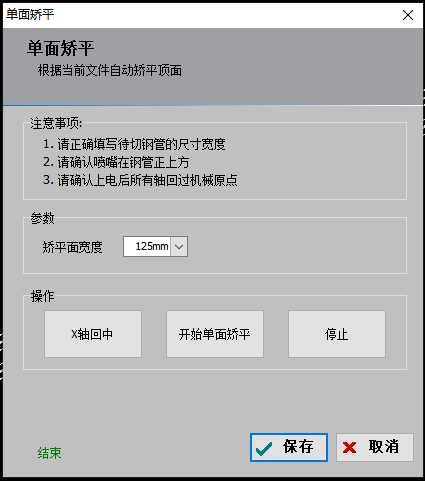 单面矫平
单面矫平
根据当前文件自动矫平顶面
注意事项:
1. 请正确填写待切钢管的尺寸宽度
2. 请确认喷嘴在钢管正上方
3. 请确认上电后所有轴回过机械原点
参数
矫平面宽度 125mm
操作
X轴回中 开始单面矫平 停止
结束 保存 取消